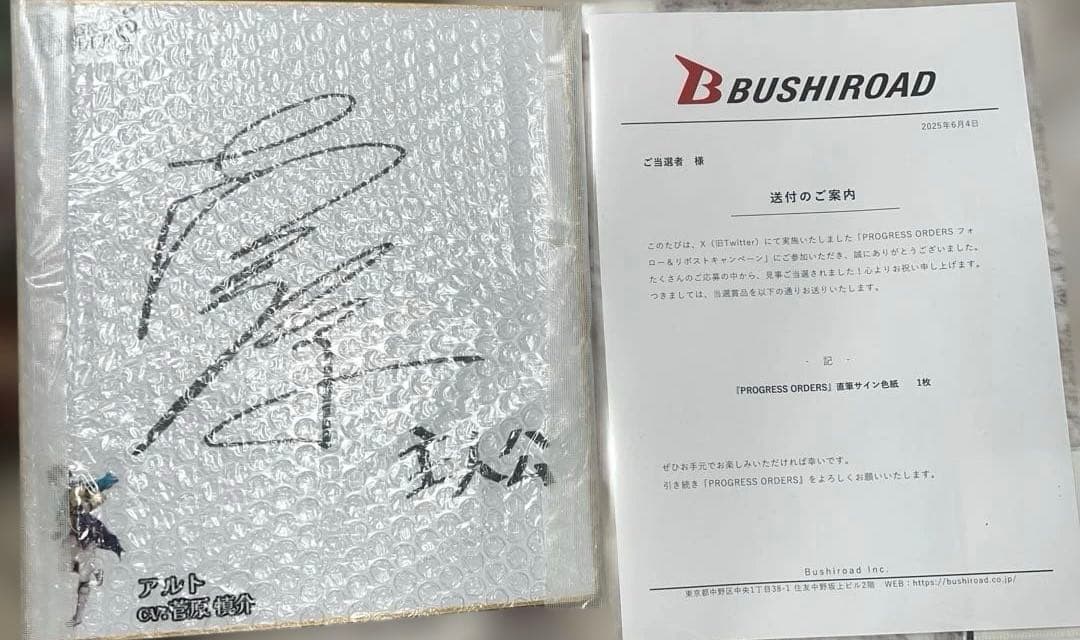 主人公
アルト
CV.菅原 慎介
BUSHIROAD
2025年6月4日
ご当選者 様
送付のご案内
このたびは、X（旧Twitter）にて実施いたしました「PROGRESS ORDERS フォ
ロー＆リポストキャンペーン」にご参加いただき、誠にありがとうございました。
たくさんのご応募の中から、見事ご当選されました！心よりお祝い申し上げます。
つきましては、当選賞品を以下の通りお送りいたします。
- 記 -
『PROGRESS ORDERS』直筆サイン色紙 1枚
ぜひお手元でお楽しみいただければ幸いです。
引き続き「PROGRESS ORDERS」をよろしくお願いいたします。
Bushiroad Inc.
東京都中野区中央1丁目38-1 住友中野坂上ビル2階 WEB：https://bushiroad.co.jp/